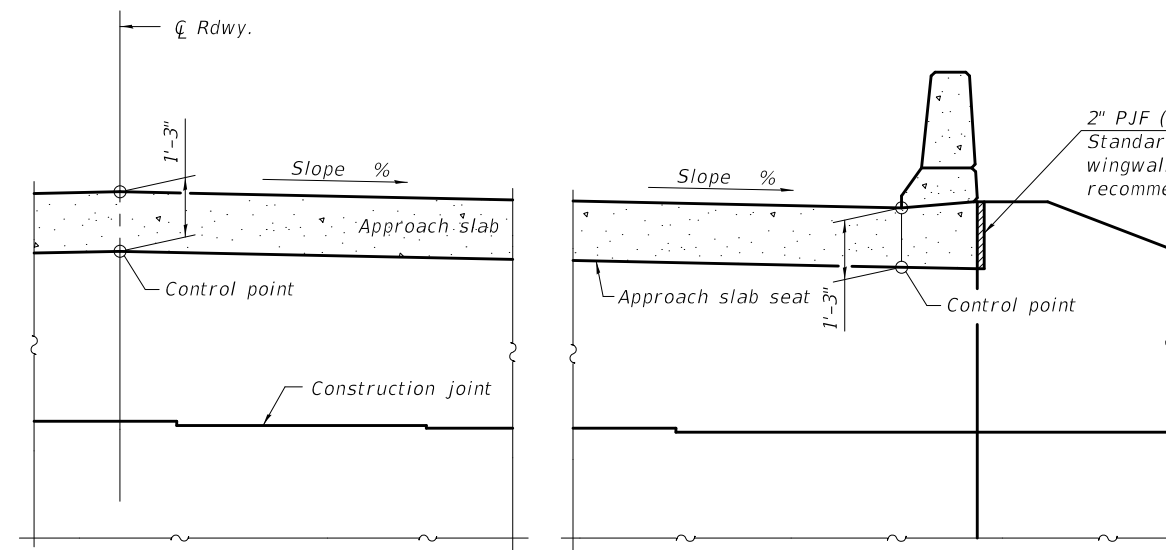 ℄ Rdwy.
1'-3"
Slope %
Approach slab
Control point
Construction joint
Slope %
2" PJF (
Standar
wingwal
recomme
Approach slab seat
1'-3"
Control point